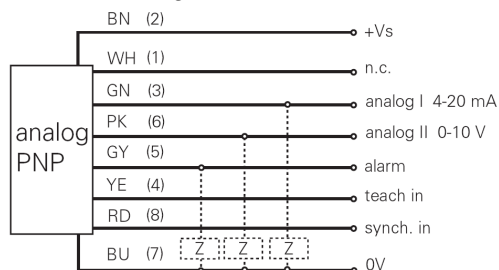 BN (2) +Vs
WH (1) n.c.
GN (3) analog I 4-20 mA
PK (6) analog II 0-10 V
analog PNP
GY (5) alarm
YE (4) teach in
RD (8) synch. in
Z Z Z
BU (7) 0V